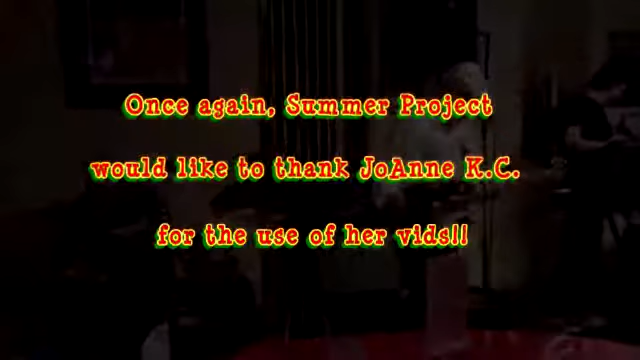 Once again, Summer Project
would like to thank JoAnne K.C.
for the use of her vids!!